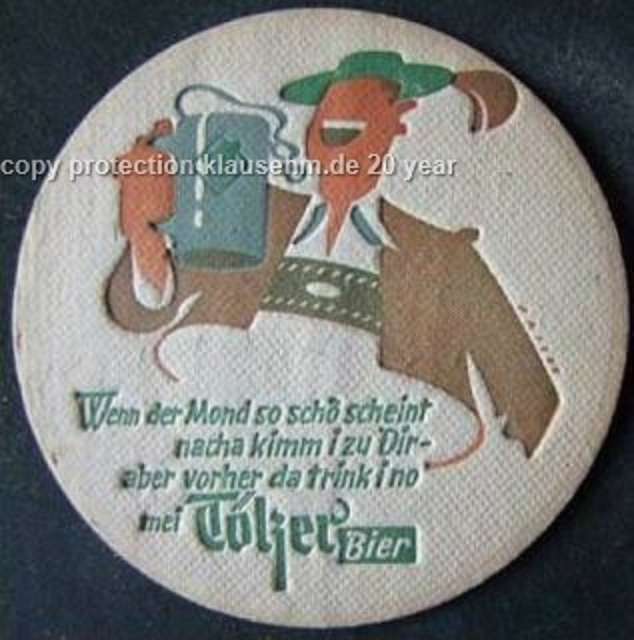 copy protection klausehm.de 20 year
Wenn der Mond so schö scheint
nacha kimm i zu Dir-
aber vorher da trink i no
mei Tölzer Bier